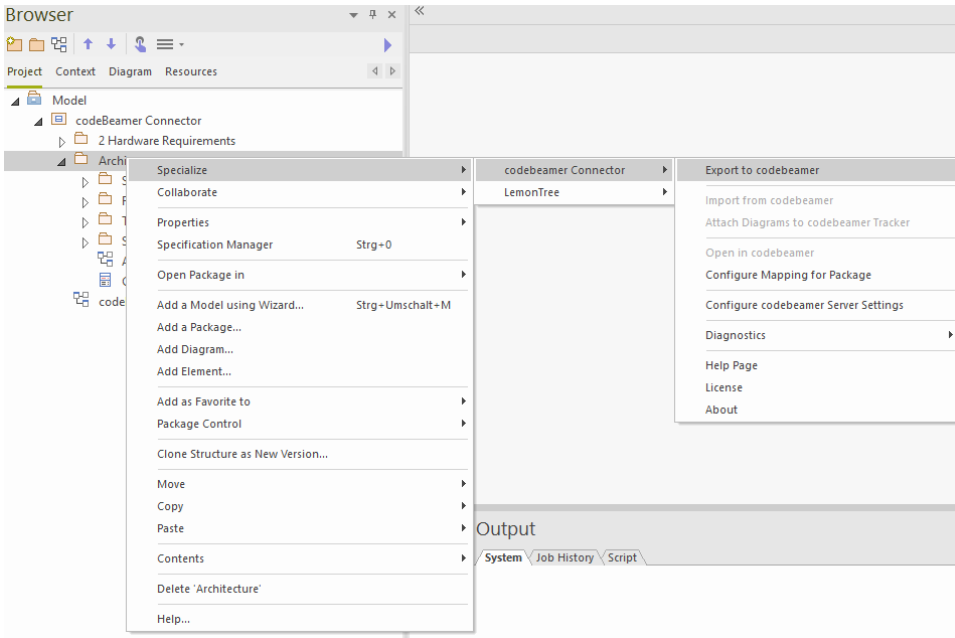 Browser
Project Context Diagram Resources
Model
codeBeamer Connector
2 Hardware Requirements
Archi
code
Specialize
Collaborate
Properties
Specification Manager Strg+0
Open Package in
Add a Model using Wizard... Strg+Umschalt+M
Add a Package...
Add Diagram...
Add Element...
Add as Favorite to
Package Control
Clone Structure as New Version...
Move
Copy
Paste
Contents
Delete 'Architecture'
Help...
codebeamer Connector
LemonTree
Export to codebeamer
Import from codebeamer
Attach Diagrams to codebeamer Tracker
Open in codebeamer
Configure Mapping for Package
Configure codebeamer Server Settings
Diagnostics
Help Page
License
About
Output
System Job History Script